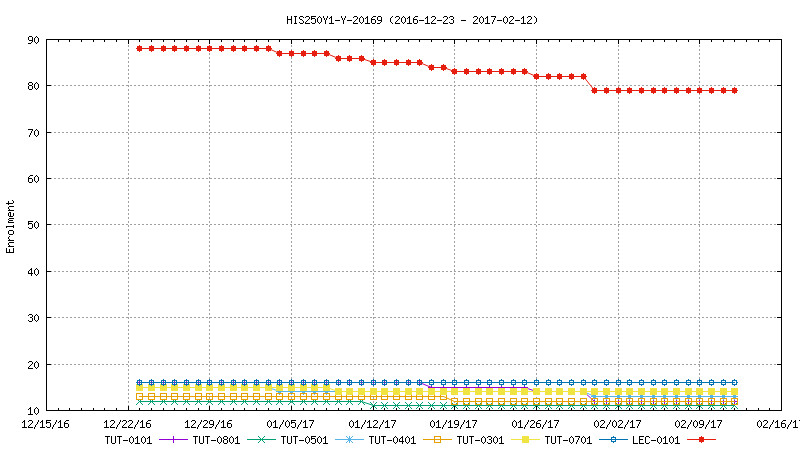 HIS250Y1-Y-20169 (2016-12-23 - 2017-02-12)
90
80
70
60
50
40
30
20
10
Enrolment
12/15/16 12/22/16 12/29/16 01/05/17 01/12/17 01/19/17 01/26/17 02/02/17 02/09/17 02/16/1
TUT-0101 TUT-0801 TUT-0501 TUT-0401 TUT-0301 TUT-0701 LEC-0101